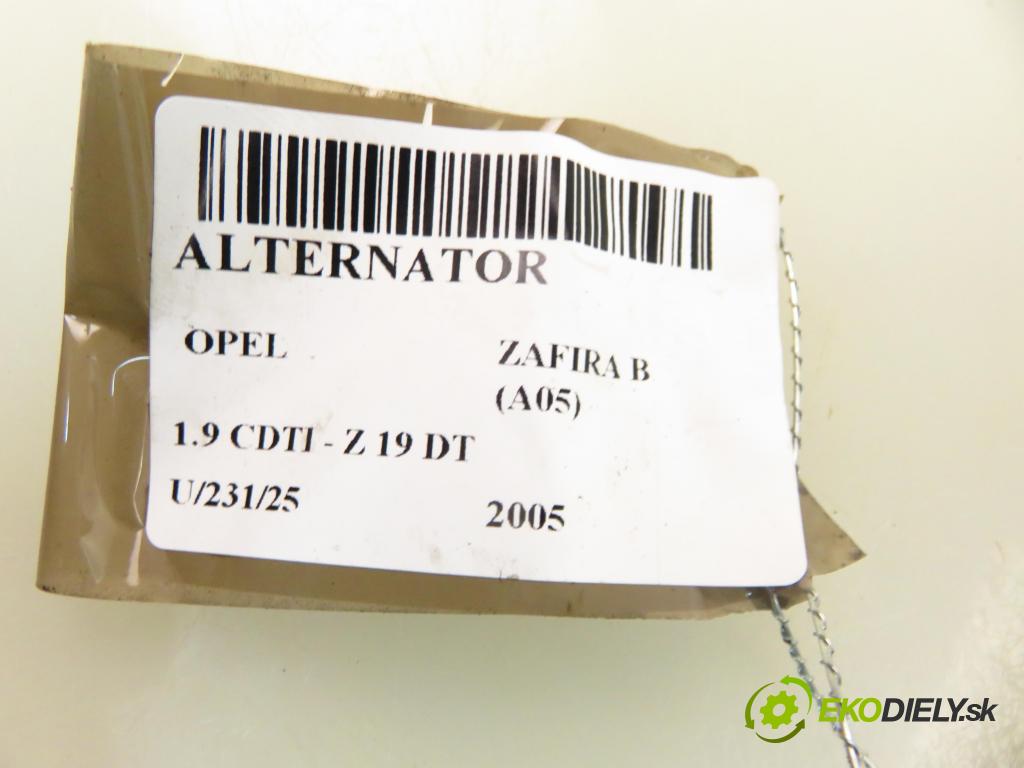 ALTERNATOR
OPEL
ZAFIRA B
(A05)
1.9 CDTI - Z 19 DT
U/231/25
2005
EKODIELY.sk